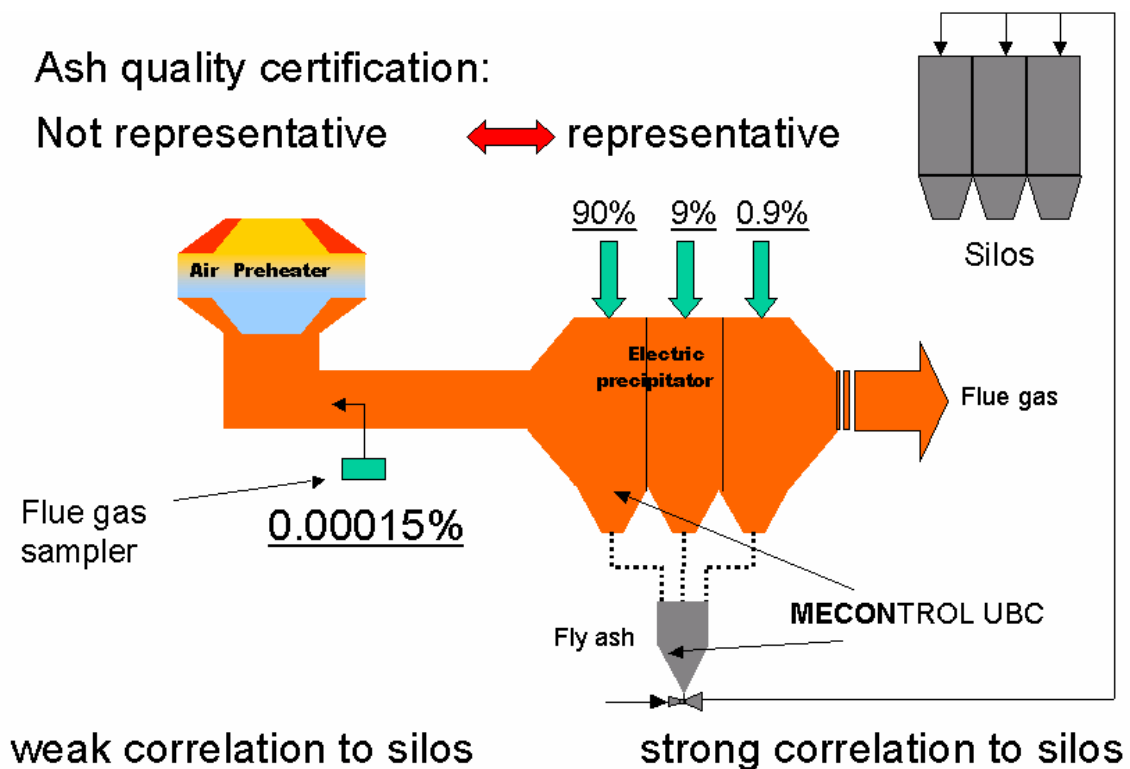 Ash quality certification:
Not representative
representative
Silos
90%
9%
0.9%
Air Preheater
Electric
precipitator
Flue gas
Flue gas
sampler
0.00015%
MECONTROL UBC
Fly ash
weak correlation to silos
strong correlation to silos